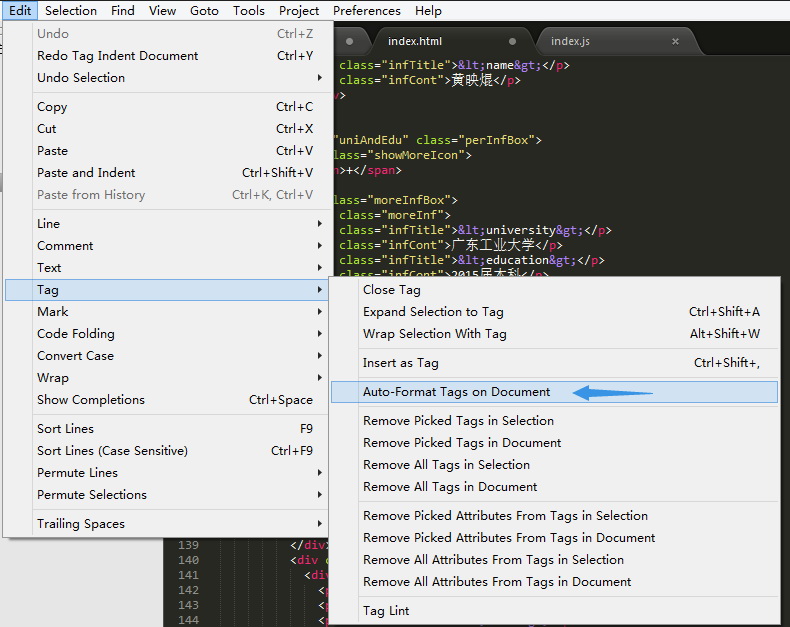 Edit Selection Find View Goto Tools Project Preferences Help
Undo Ctrl+Z
Redo Tag Indent Document Ctrl+Y
Undo Selection
Copy Ctrl+C
Cut Ctrl+X
Paste Ctrl+V
Paste and Indent Ctrl+Shift+V
Paste from History Ctrl+K, Ctrl+V
Line
Comment
Text
Tag
Mark
Code Folding
Convert Case
Wrap
Show Completions Ctrl+Space
Sort Lines F9
Sort Lines (Case Sensitive) Ctrl+F9
Permute Lines
Permute Selections
Trailing Spaces
index.html
index.js
class="infTitle">&lt;name&gt;</p>
class="infCont">黄映焜</p>
>
"uniAndEdu" class="perInfBox">
lass="showMoreIcon">
>+</span>
lass="moreInfBox">
class="moreInf">
class="infTitle">&lt;university&gt;</p>
class="infCont">广东工业大学</p>
class="infTitle">&lt;education&gt;</p>
class="infCont">2015届本科</p>
Close Tag
Expand Selection to Tag Ctrl+Shift+A
Wrap Selection With Tag Alt+Shift+W
Insert as Tag Ctrl+Shift+,
Auto-Format Tags on Document
Remove Picked Tags in Selection
Remove Picked Tags in Document
Remove All Tags in Selection
Remove All Tags in Document
Remove Picked Attributes From Tags in Selection
Remove Picked Attributes From Tags in Document
Remove All Attributes From Tags in Selection
Remove All Attributes From Tags in Document
Tag Lint
139 </div>
140 <div
141 <div
142 <p
143 <p
144 <p